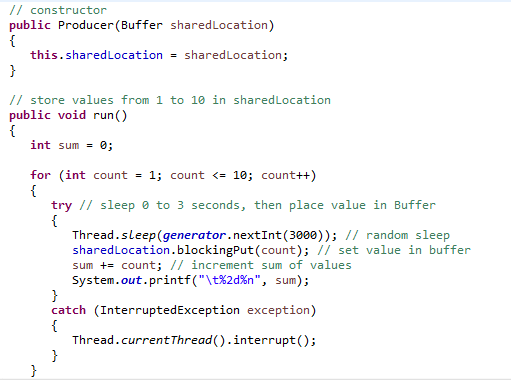 // constructor
public Producer(Buffer sharedLocation)
{
this.sharedLocation = sharedLocation;
}
// store values from 1 to 10 in sharedLocation
public void run()
{
int sum = 0;
for (int count = 1; count <= 10; count++)
{
try // sleep 0 to 3 seconds, then place value in Buffer
{
Thread.sleep(generator.nextInt(3000)); // random sleep
sharedLocation.blockingPut(count); // set value in buffer
sum += count; // increment sum of values
System.out.printf("\t%2d%n", sum);
}
catch (InterruptedException exception)
{
Thread.currentThread().interrupt();
}
}